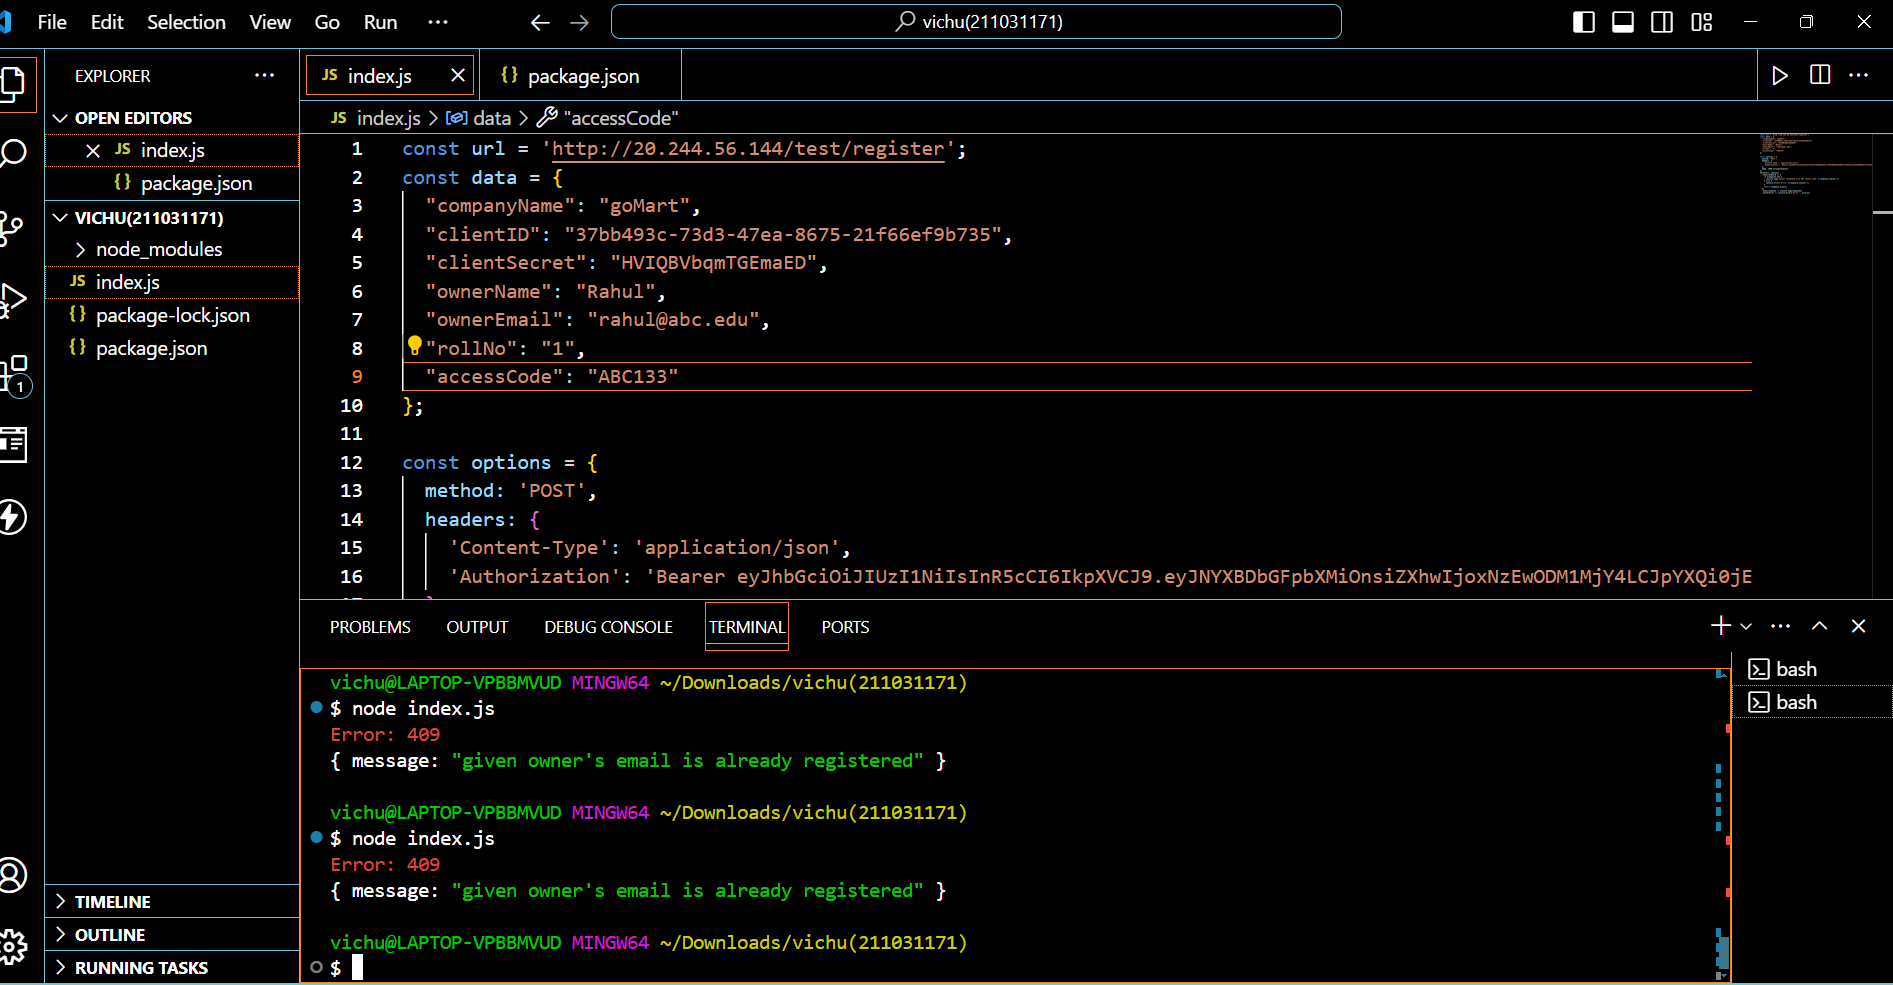 File Edit Selection View Go Run ···
vichu(211031171)
EXPLORER ···
OPEN EDITORS
JS index.js
{} package.json
VICHU(211031171)
node_modules
JS index.js
{} package-lock.json
{} package.json
1
TIMELINE
OUTLINE
RUNNING TASKS
JS index.js
{} package.json
JS index.js > data > "accessCode"
1 const url = 'http://20.244.56.144/test/register';
2 const data = {
3 "companyName": "goMart",
4 "clientID": "37bb493c-73d3-47ea-8675-21f66ef9b735",
5 "clientSecret": "HVIQBVbqmTGEmaED",
6 "ownerName": "Rahul",
7 "ownerEmail": "rahul@abc.edu",
8 "rollNo": "1",
9 "accessCode": "ABC133"
10 };
11
12 const options = {
13 method: 'POST',
14 headers: {
15 'Content-Type': 'application/json',
16 'Authorization': 'Bearer eyJhbGciOiJIUzI1NiIsInR5cCI6IkpXVCJ9.eyJNYXBDbGFpbXMiOnsiZXhwIjoxNzEwODM1MjY4LCJpYXQiOjE
PROBLEMS OUTPUT DEBUG CONSOLE TERMINAL PORTS
vichu@LAPTOP-VPBBMVUD MINGW64 ~/Downloads/vichu(211031171)
$ node index.js
Error: 409
{ message: "given owner's email is already registered" }
vichu@LAPTOP-VPBBMVUD MINGW64 ~/Downloads/vichu(211031171)
$ node index.js
Error: 409
{ message: "given owner's email is already registered" }
vichu@LAPTOP-VPBBMVUD MINGW64 ~/Downloads/vichu(211031171)
$
bash
bash